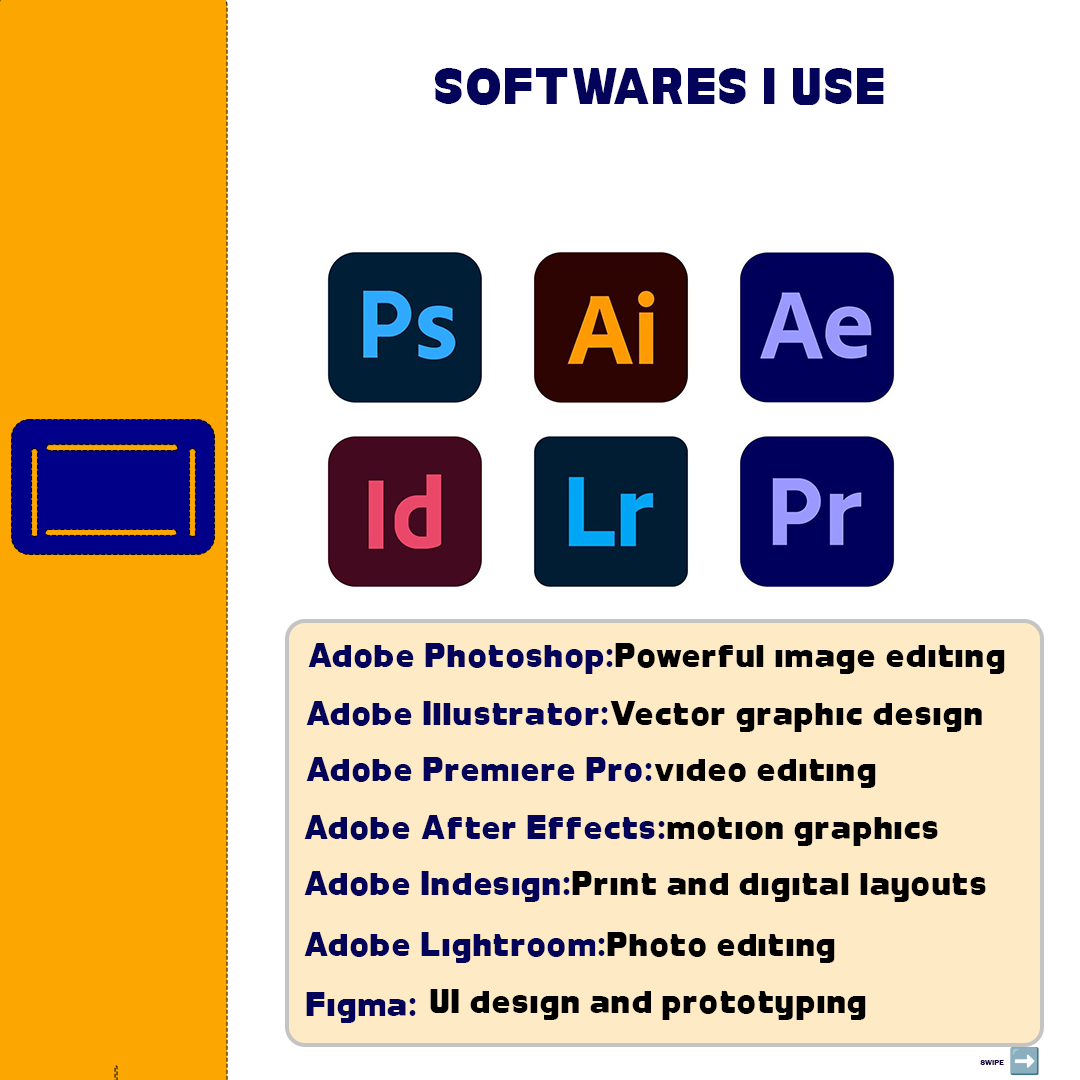 SOFTWARES I USE
Ps Ai Ae
Id Lr Pr
Adobe Photoshop:Powerful image editing
Adobe Illustrator:Vector graphic design
Adobe Premiere Pro:video editing
Adobe After Effects:motion graphics
Adobe Indesign:Print and digital layouts
Adobe Lightroom:Photo editing
Figma: UI design and prototyping
SWIPE